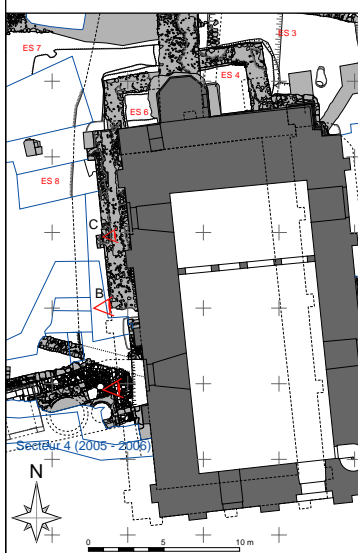 ES 7
ES 3
ES 4
ES 6
ES 8
C
B
Secteur 4 (2005 - 2006)
N
0 5 10 m